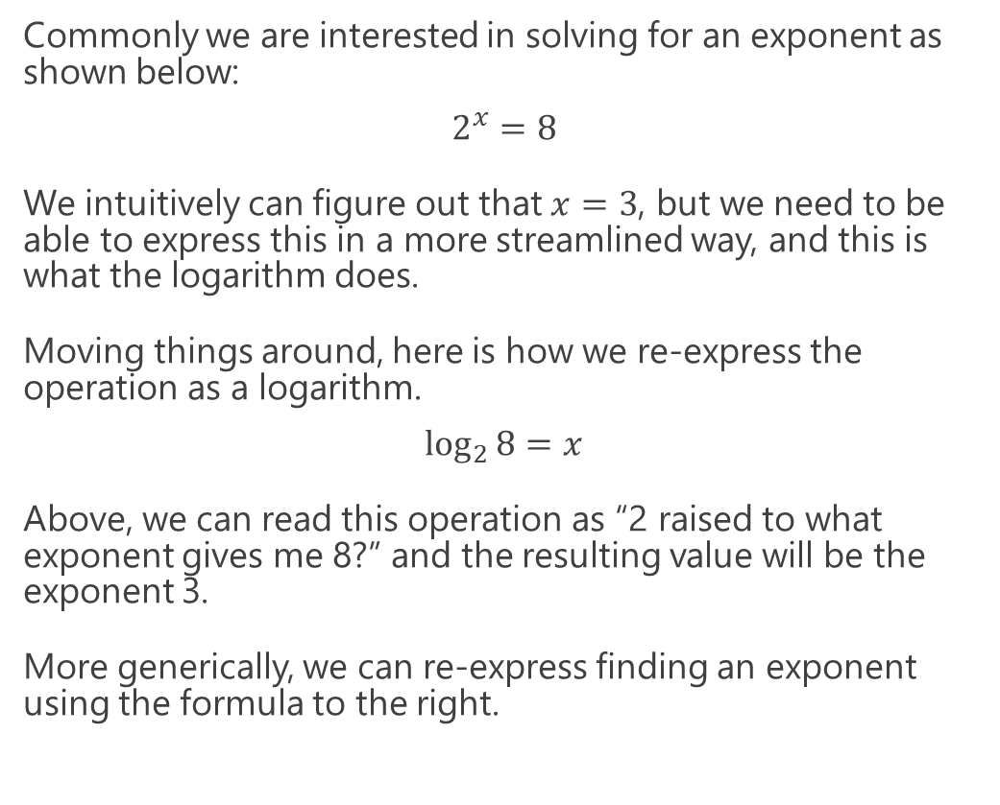 Commonly we are interested in solving for an exponent as
shown below:
2ˣ = 8
We intuitively can figure out that x = 3, but we need to be
able to express this in a more streamlined way, and this is
what the logarithm does.
Moving things around, here is how we re-express the
operation as a logarithm.
log₂ 8 = x
Above, we can read this operation as “2 raised to what
exponent gives me 8?” and the resulting value will be the
exponent 3.
More generically, we can re-express finding an exponent
using the formula to the right.